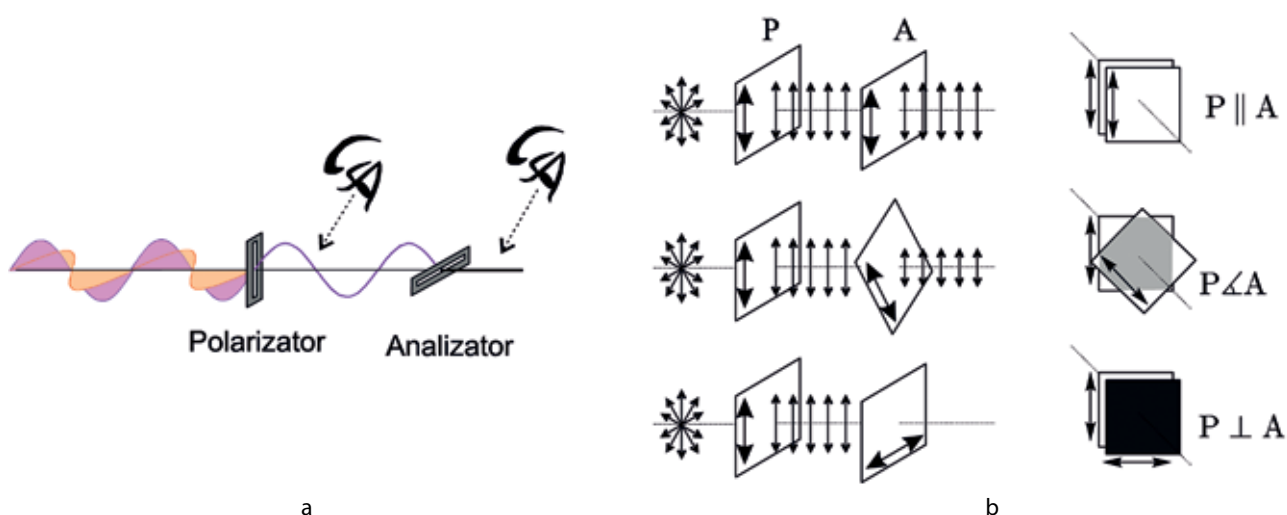 P A
P ∥ A
P∡A
Polarizator Analizator
P ⊥ A
a b